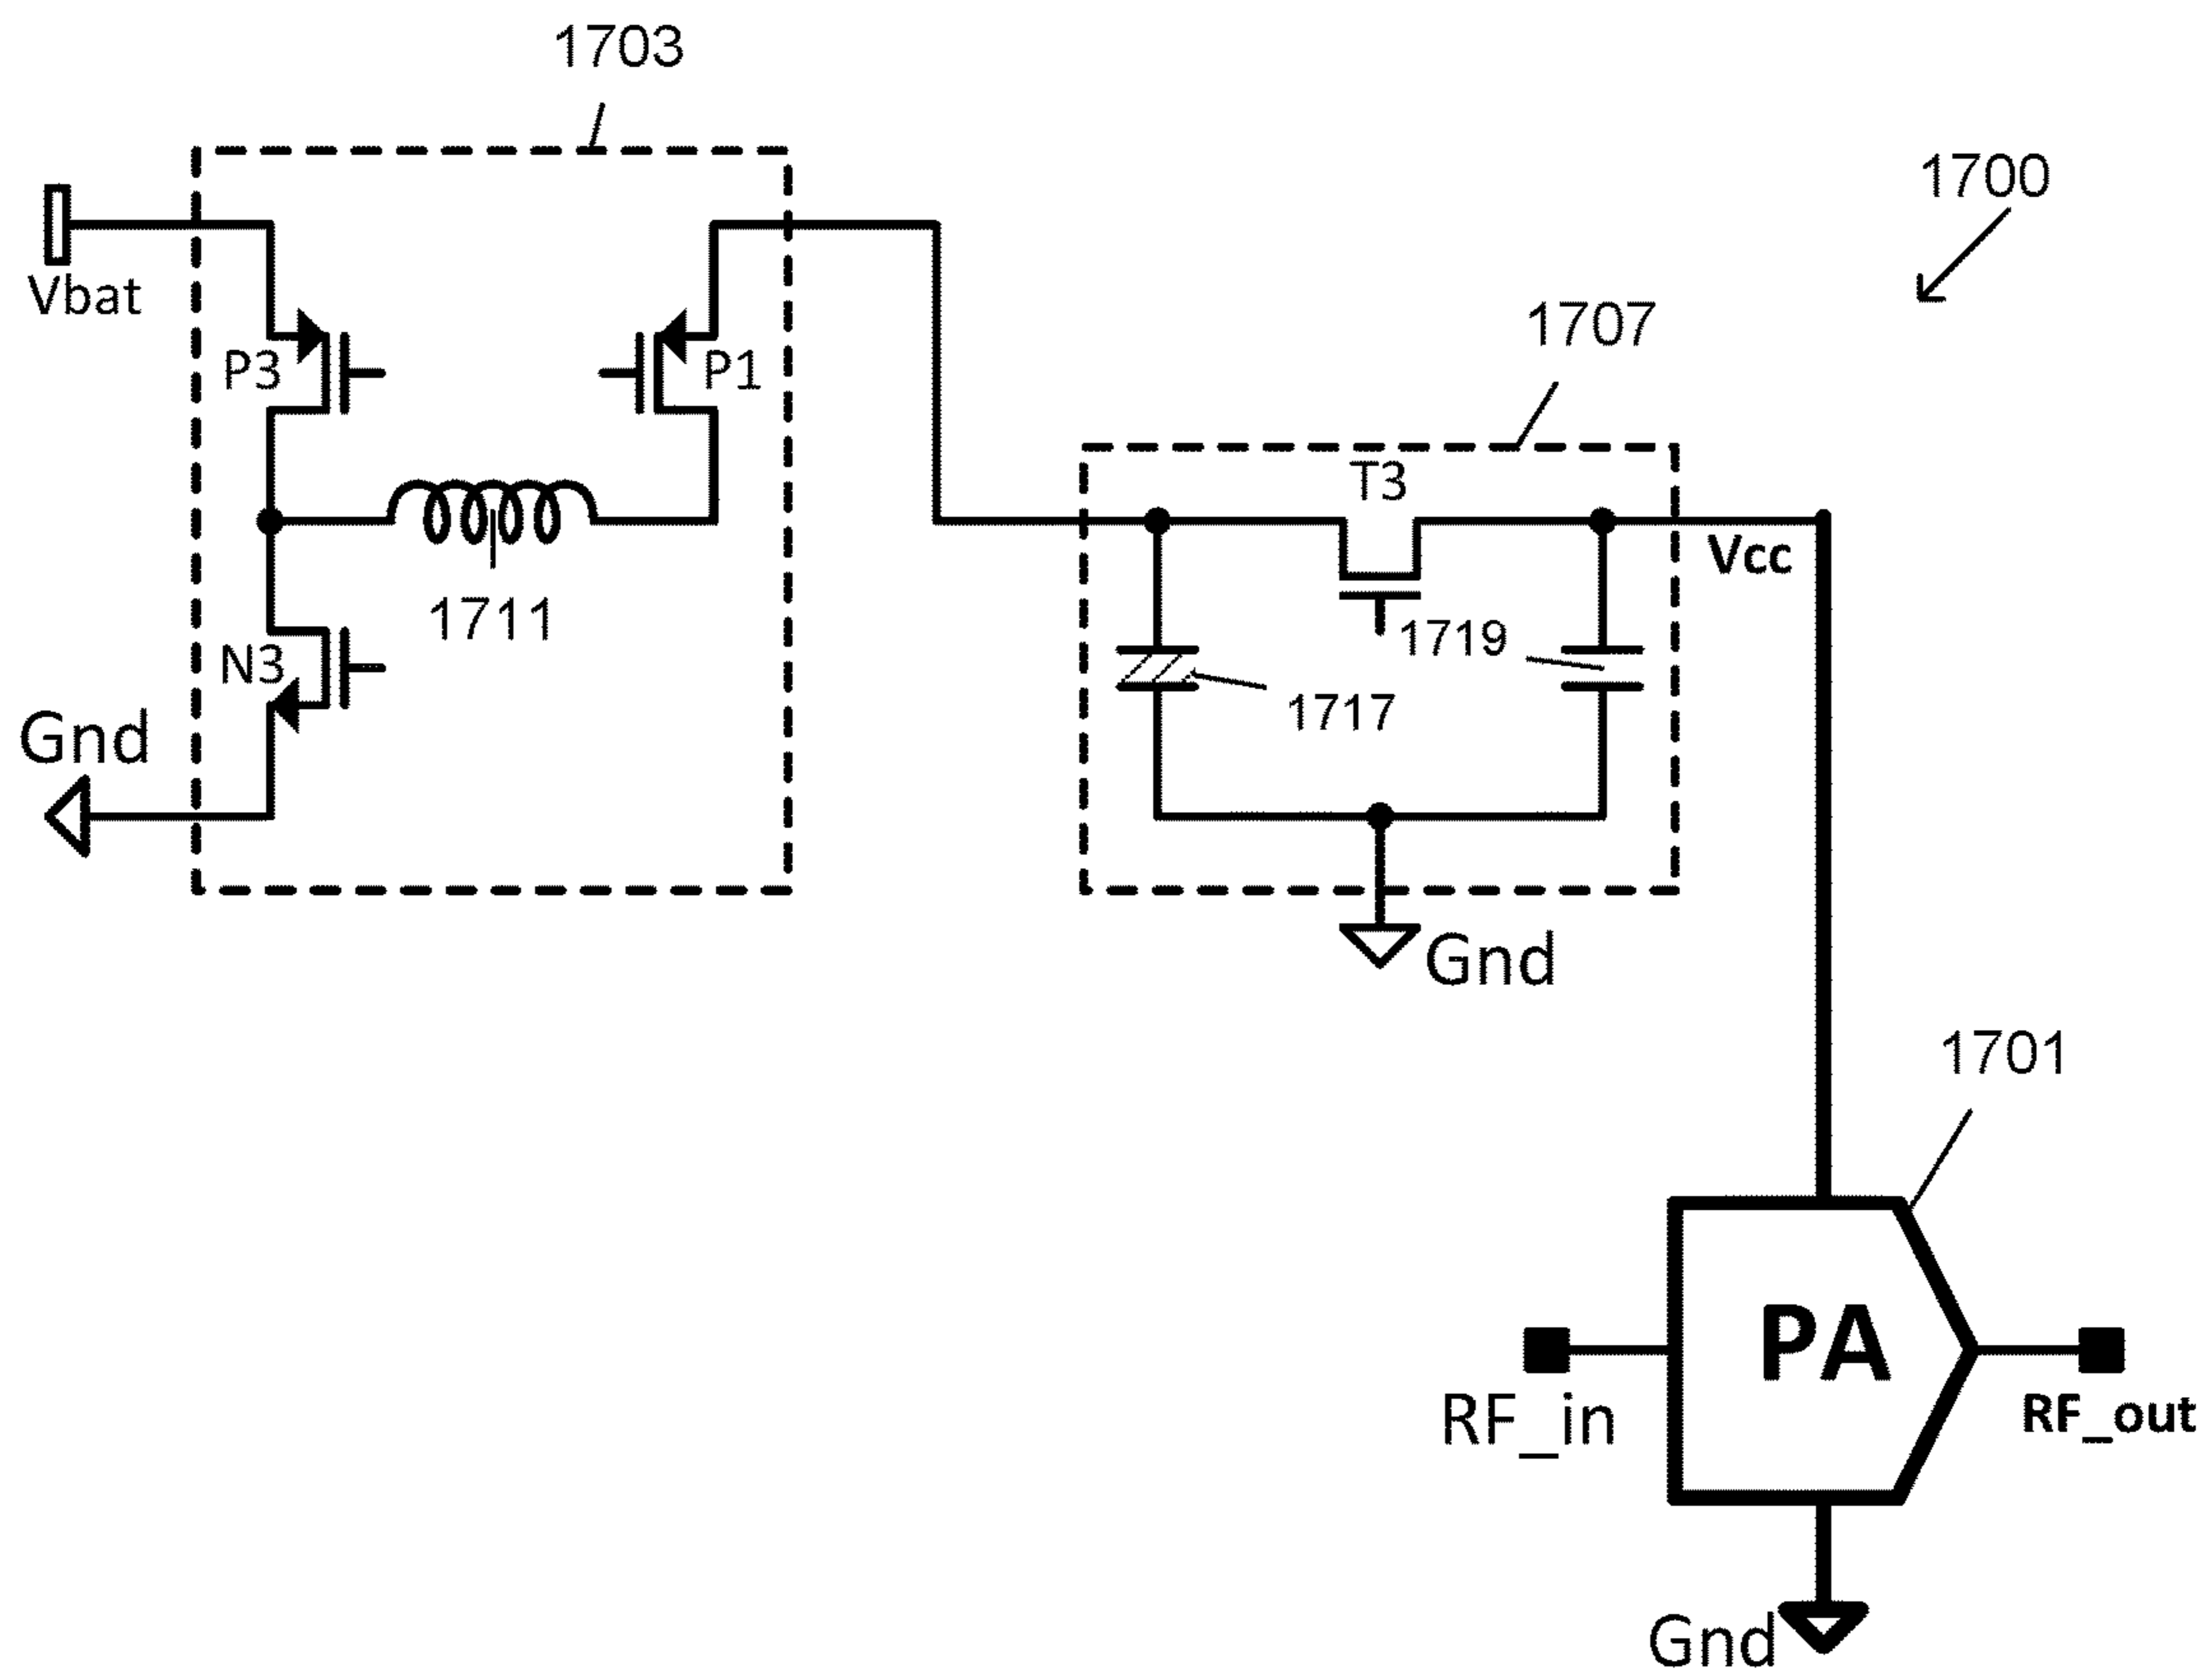 1703
1700
Vbat
1707
P3
P1
T3
Vcc
1711
1719
N3
1717
Gnd
Gnd
1701
PA
RF_in
RF_out
Gnd